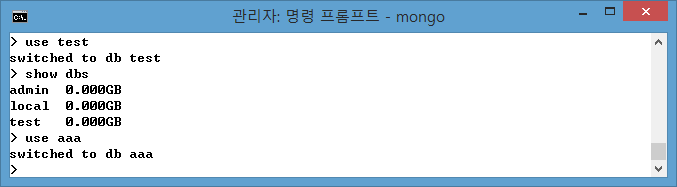 관리자: 명령 프롬프트 - mongo
> use test
switched to db test
> show dbs
admin  0.000GB
local  0.000GB
test   0.000GB
> use aaa
switched to db aaa
>